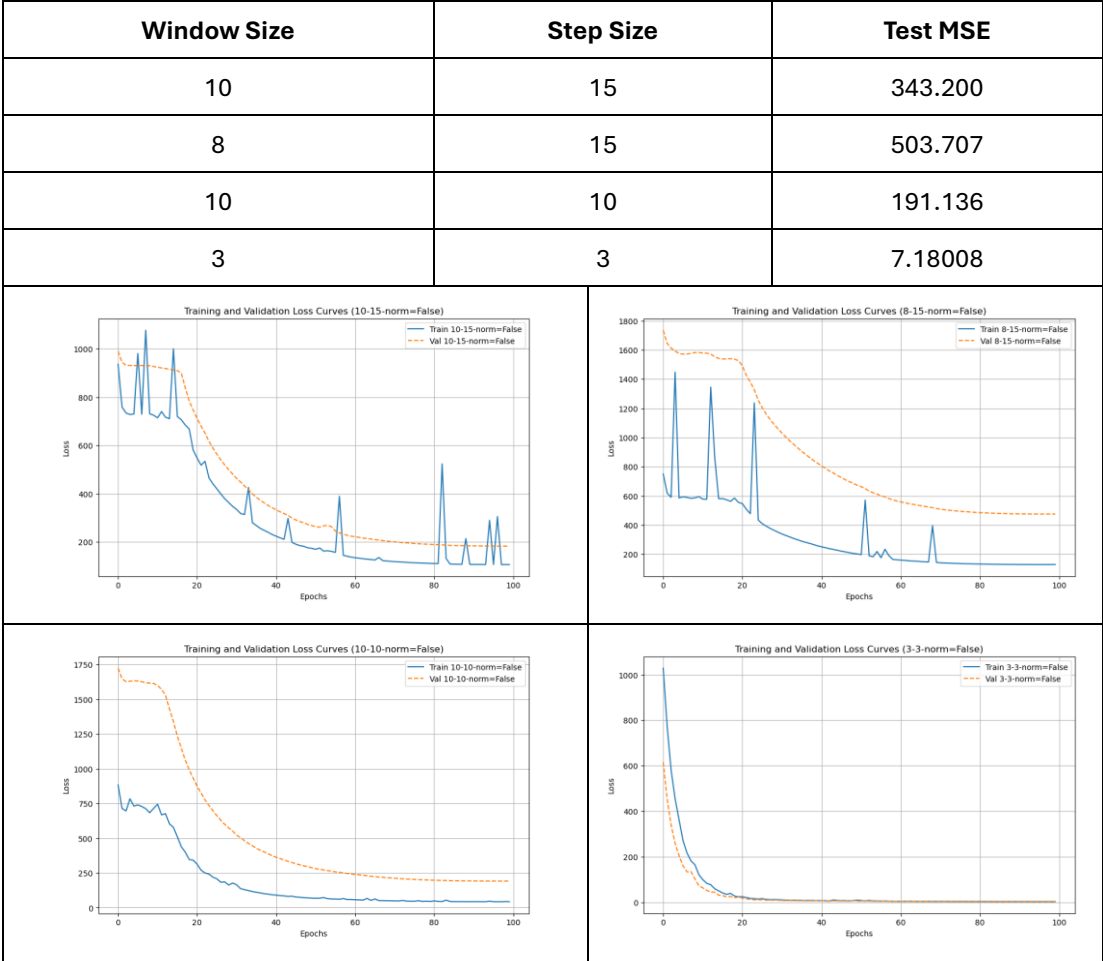 Window Size Step Size Test MSE
10 15 343.200
8 15 503.707
10 10 191.136
3 3 7.18008
Training and Validation Loss Curves (10-15-norm=False)
Train 10-15-norm=False
Val 10-15-norm=False
1000
800
600
400
200
Loss
0 20 40 60 80 100
Epochs
Training and Validation Loss Curves (8-15-norm=False)
Train 8-15-norm=False
Val 8-15-norm=False
1800
1600
1400
1200
1000
800
600
400
200
Loss
0 20 40 60 80 100
Epochs
Training and Validation Loss Curves (10-10-norm=False)
Train 10-10-norm=False
Val 10-10-norm=False
1750
1500
1250
1000
750
500
250
0
Loss
0 20 40 60 80 100
Epochs
Training and Validation Loss Curves (3-3-norm=False)
Train 3-3-norm=False
Val 3-3-norm=False
1000
800
600
400
200
0
Loss
0 20 40 60 80 100
Epochs